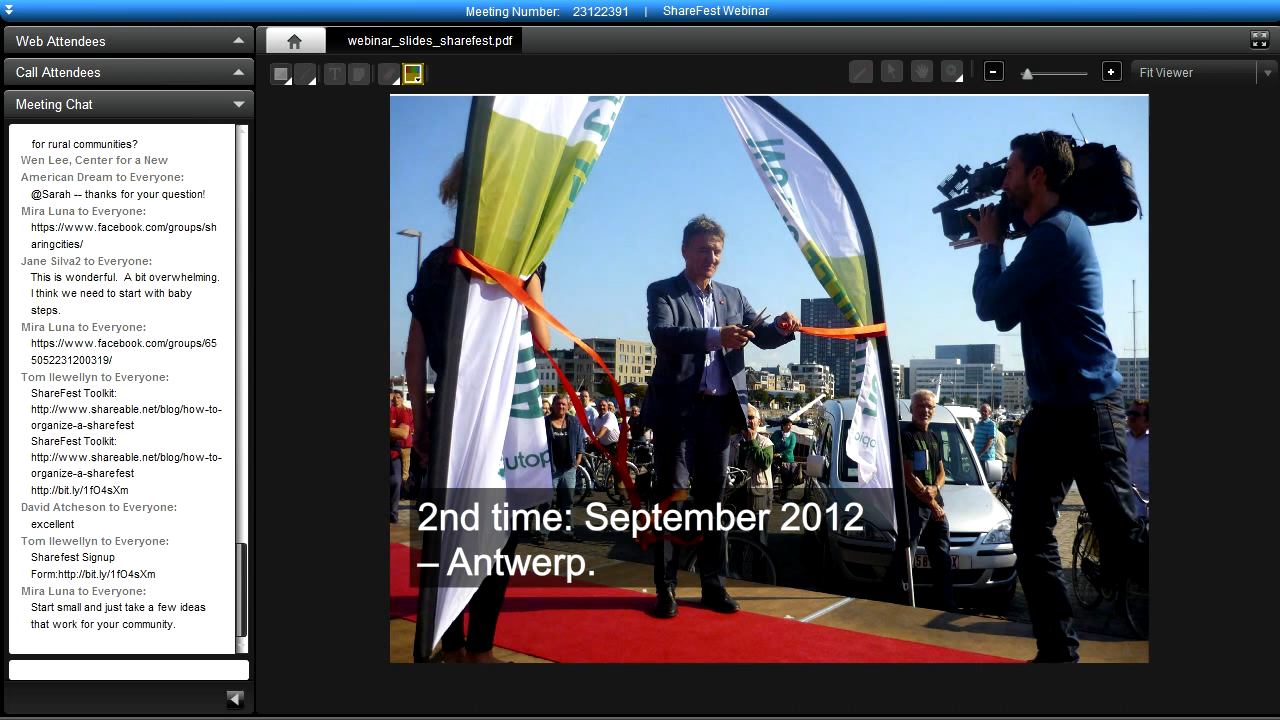 Meeting Number: 23122391 | ShareFest Webinar
Web Attendees
Call Attendees
Meeting Chat
for rural communities?
Wen Lee, Center for a New
American Dream to Everyone:
@Sarah -- thanks for your question!
Mira Luna to Everyone:
https://www.facebook.com/groups/sh
aringcities/
Jane Silva2 to Everyone:
This is wonderful. A bit overwhelming.
I think we need to start with baby
steps.
Mira Luna to Everyone:
https://www.facebook.com/groups/65
5052231200319/
Tom llewellyn to Everyone:
ShareFest Toolkit:
http://www.shareable.net/blog/how-to-
organize-a-sharefest
ShareFest Toolkit:
http://www.shareable.net/blog/how-to-
organize-a-sharefest
http://bit.ly/1fO4sXm
David Atcheson to Everyone:
excellent
Tom llewellyn to Everyone:
Sharefest Signup
Form:http://bit.ly/1fO4sXm
Mira Luna to Everyone:
Start small and just take a few ideas
that work for your community.
webinar_slides_sharefest.pdf
T
Fit Viewer
2nd time: September 2012
– Antwerp.